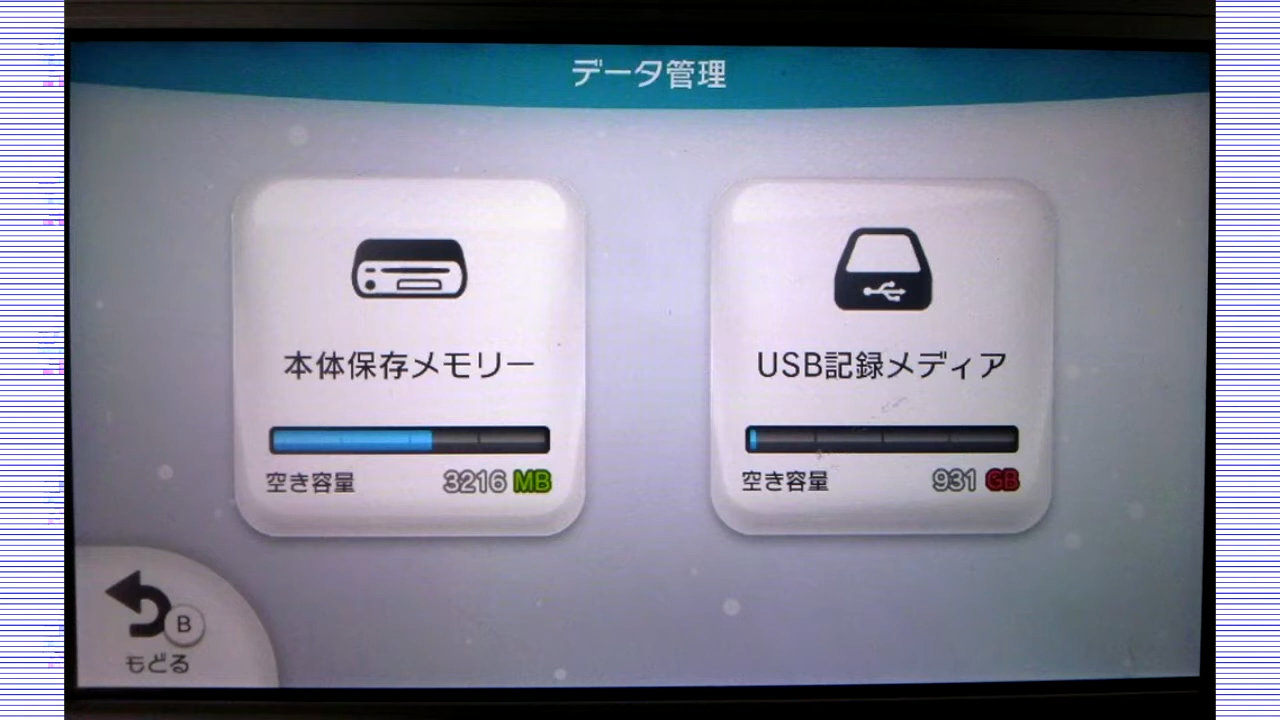 データ管理
本体保存メモリー
空き容量 3216 MB
USB記録メディア
空き容量 931 GB
B
もどる